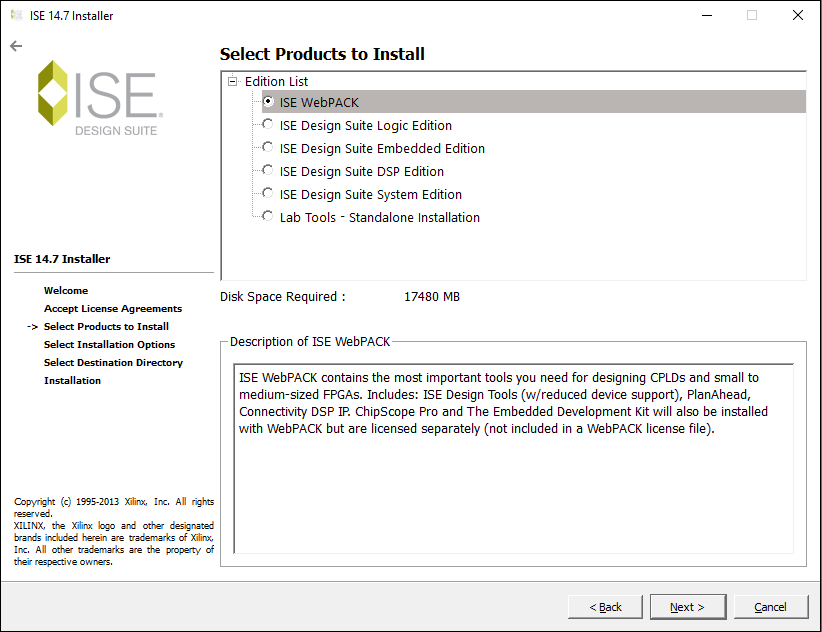 ISE 14.7 Installer
ISE
DESIGN SUITE
Select Products to Install
Edition List
ISE WebPACK
ISE Design Suite Logic Edition
ISE Design Suite Embedded Edition
ISE Design Suite DSP Edition
ISE Design Suite System Edition
Lab Tools - Standalone Installation
ISE 14.7 Installer
Welcome
Accept License Agreements
-> Select Products to Install
Select Installation Options
Select Destination Directory
Installation
Disk Space Required : 17480 MB
Description of ISE WebPACK
ISE WebPACK contains the most important tools you need for designing CPLDs and small to
medium-sized FPGAs. Includes: ISE Design Tools (w/reduced device support), PlanAhead,
Connectivity DSP IP. ChipScope Pro and The Embedded Development Kit will also be installed
with WebPACK but are licensed separately (not included in a WebPACK license file).
Copyright (c) 1995-2013 Xilinx, Inc. All rights
reserved.
XILINX, the Xilinx logo and other designated
brands included herein are trademarks of Xilinx,
Inc. All other trademarks are the property of
their respective owners.
< Back
Next >
Cancel